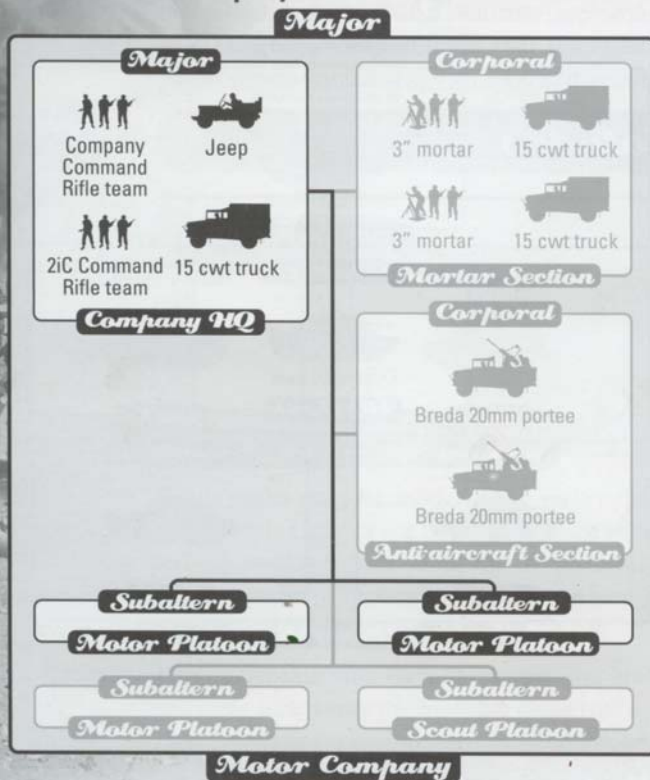 Major
Major
Company
Command
Rifle team
Jeep
2iC Command
Rifle team
15 cwt truck
Company HQ
Corporal
3” mortar
15 cwt truck
3” mortar
15 cwt truck
Mortar Section
Corporal
Breda 20mm portee
Breda 20mm portee
Anti-aircraft Section
Subaltern
Motor Platoon
Subaltern
Motor Platoon
Subaltern
Motor Platoon
Subaltern
Scout Platoon
Motor Company